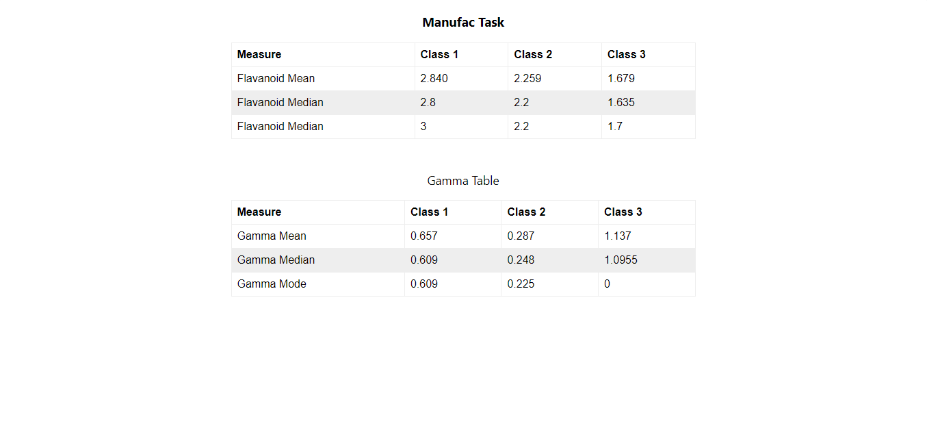 Manufac Task
Measure Class 1 Class 2 Class 3
Flavanoid Mean 2.840 2.259 1.679
Flavanoid Median 2.8 2.2 1.635
Flavanoid Median 3 2.2 1.7
Gamma Table
Measure Class 1 Class 2 Class 3
Gamma Mean 0.657 0.287 1.137
Gamma Median 0.609 0.248 1.0955
Gamma Mode 0.609 0.225 0